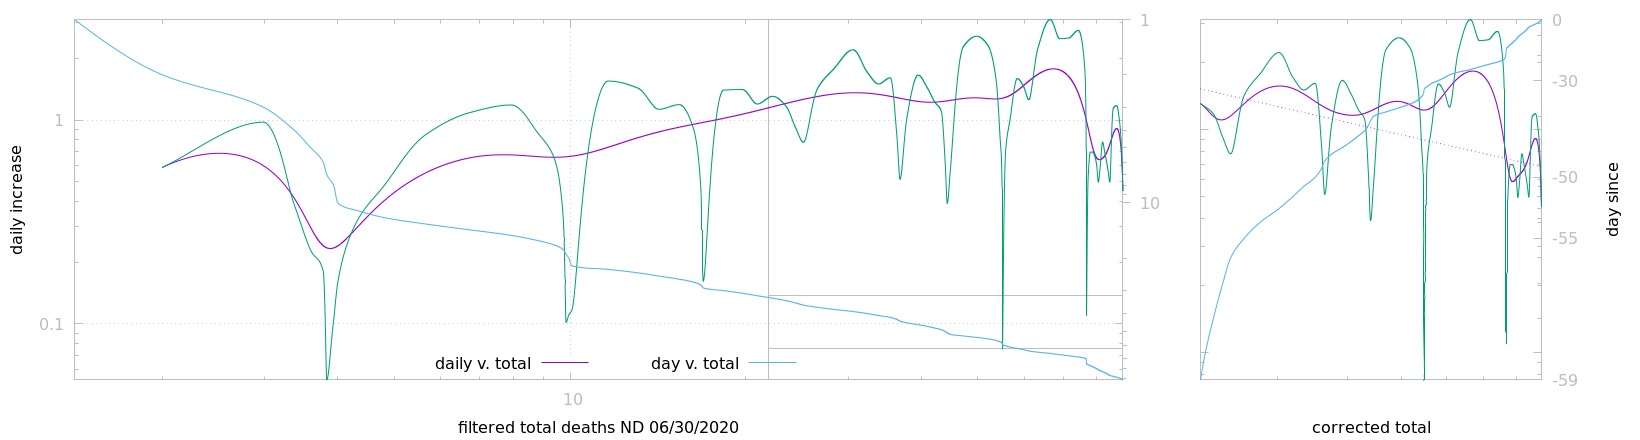 1
0.1
daily increase
10
filtered total deaths ND 06/30/2020
daily v. total
day v. total
1
10
0
-30
-50
-55
-59
day since
corrected total